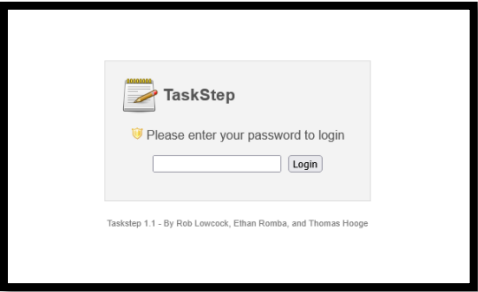 TaskStep
Please enter your password to login
Login
Taskstep 1.1 - By Rob Lowcock, Ethan Romba, and Thomas Hooge